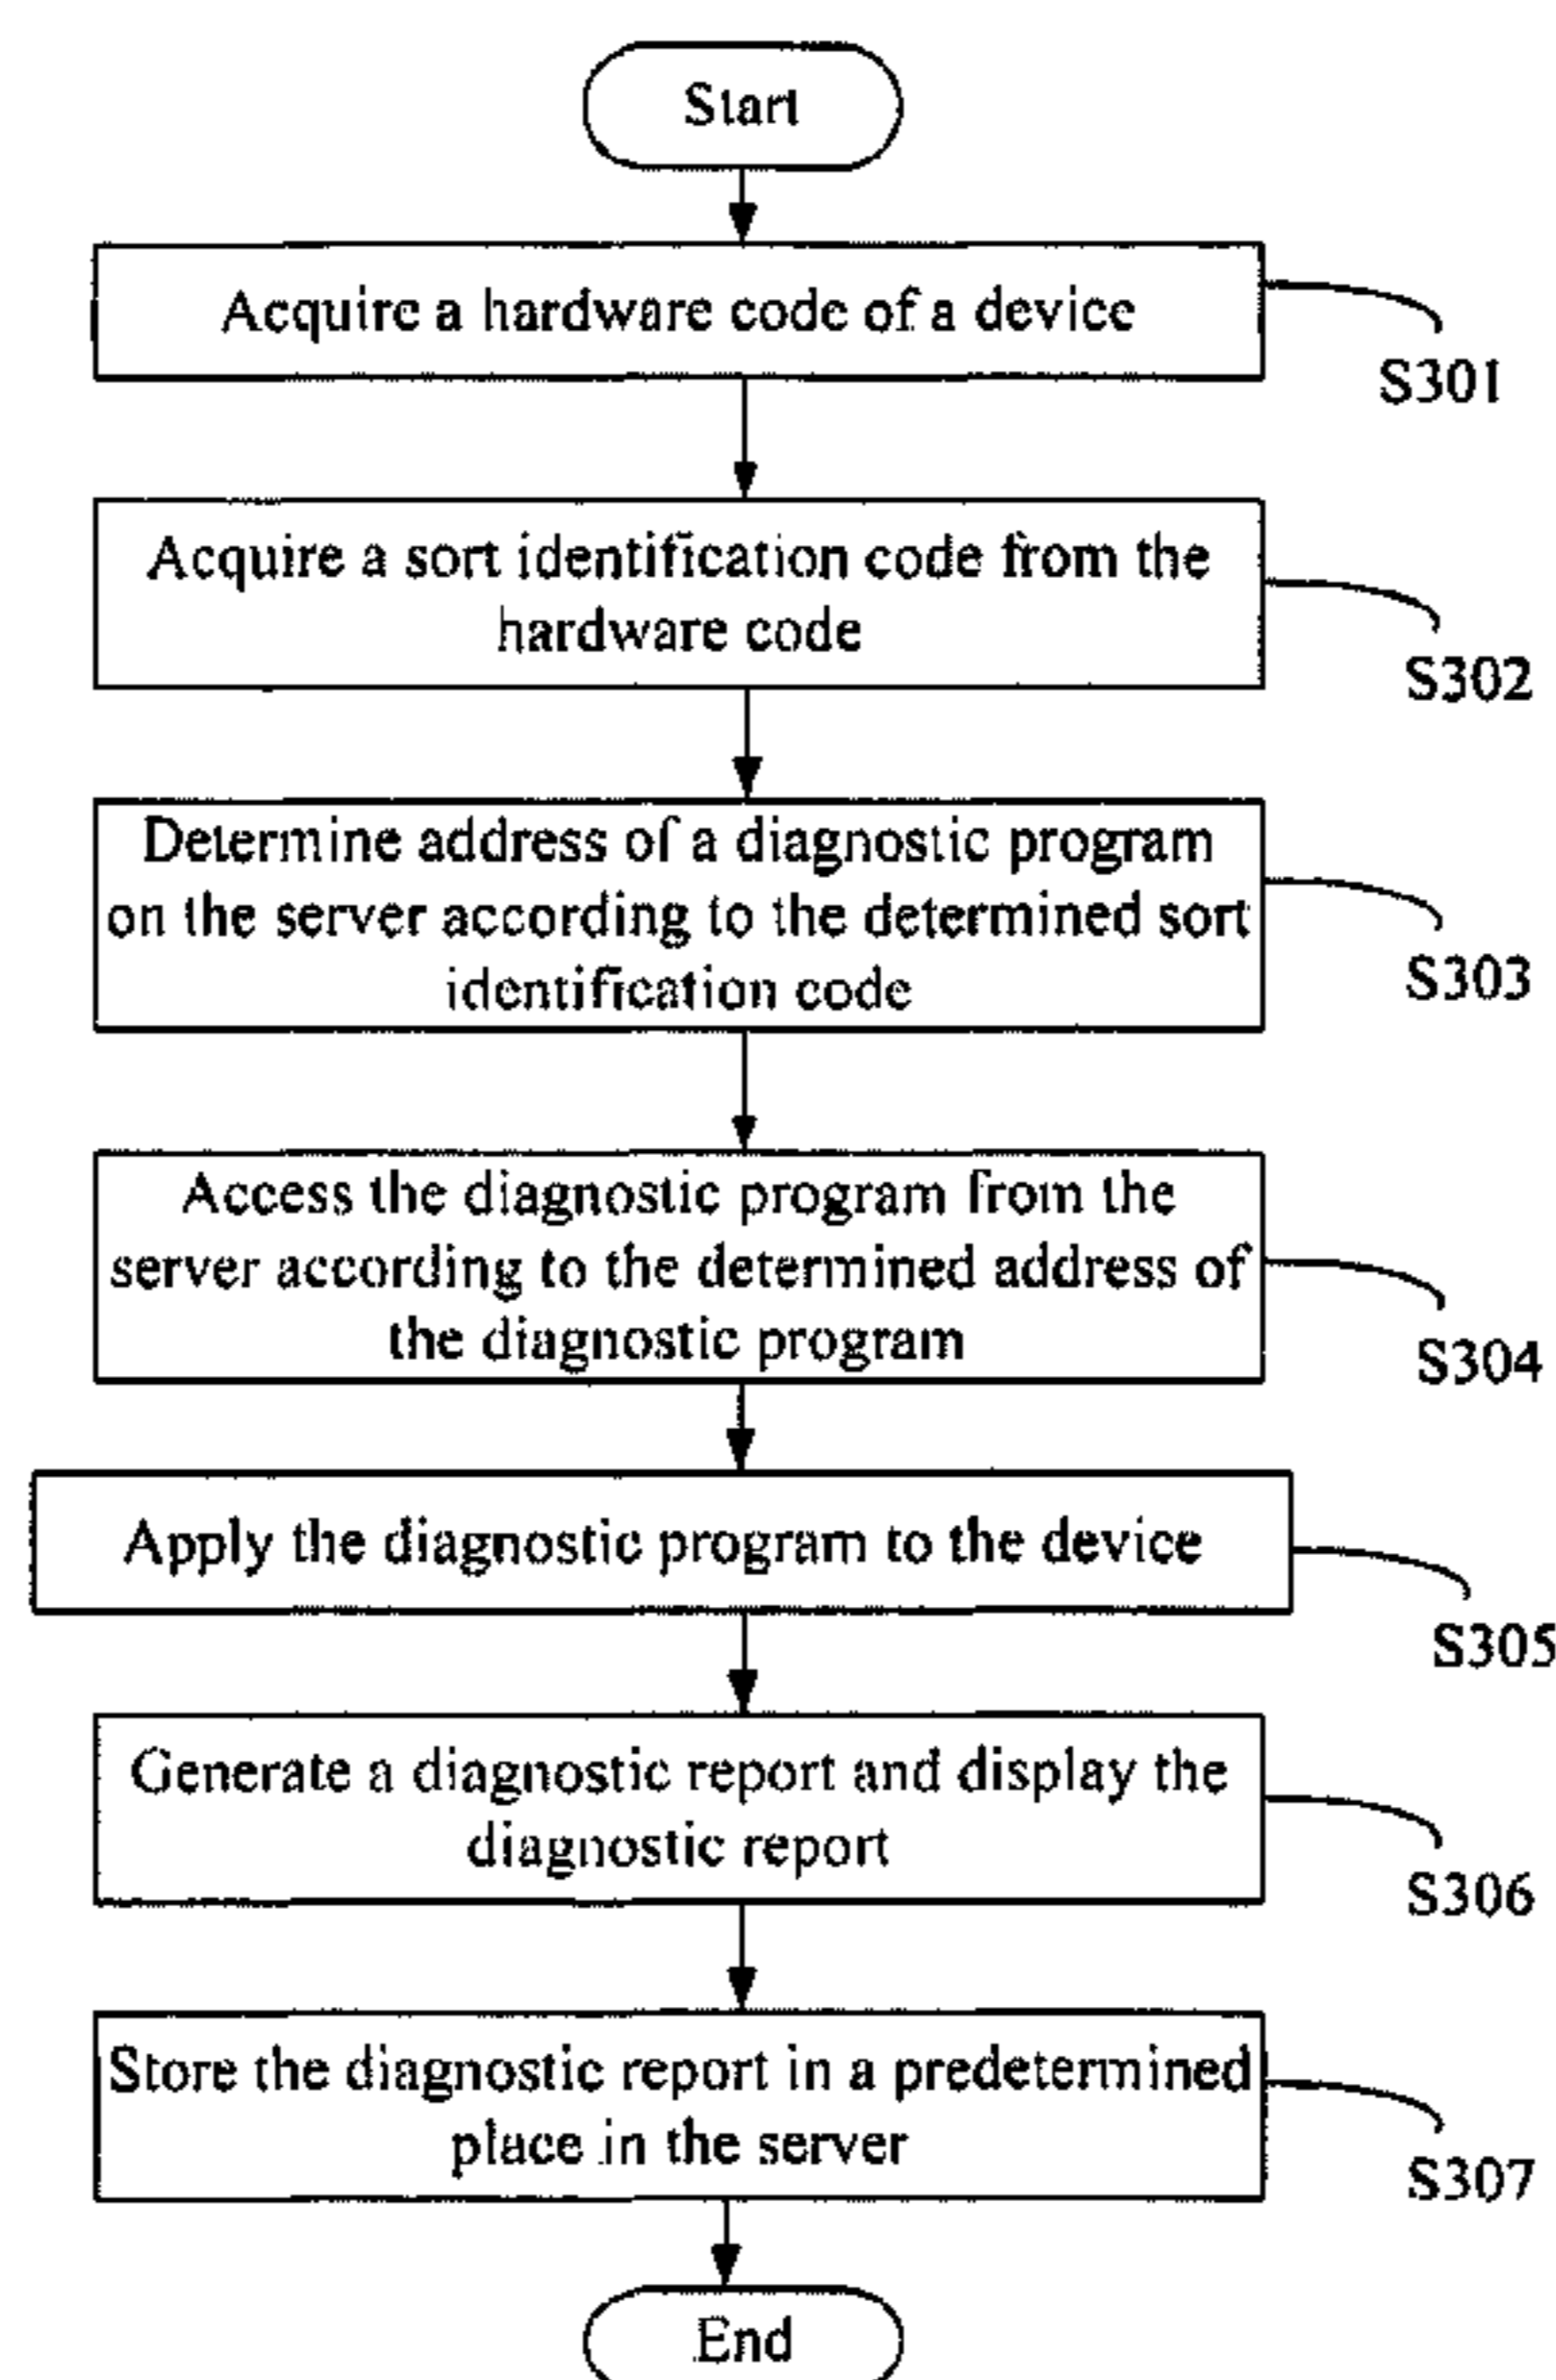 Start
Acquire a hardware code of a device
S301
Acquire a sort identification code from the
hardware code
S302
Determine address of a diagnostic program
on the server according to the determined sort
identification code
S303
Access the diagnostic program from the
server according to the determined address of
the diagnostic program
S304
Apply the diagnostic program to the device
S305
Generate a diagnostic report and display the
diagnostic report
S306
Store the diagnostic report in a predetermined
place in the server
S307
End